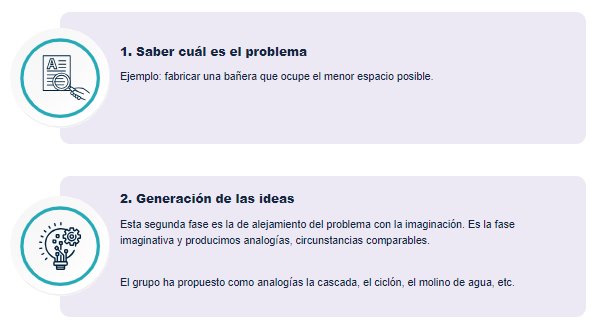 1. Saber cuál es el problema
Ejemplo: fabricar una bañera que ocupe el menor espacio posible.
A
2. Generación de las ideas
Esta segunda fase es la de alejamiento del problema con la imaginación. Es la fase
imaginativa y producimos analogías, circunstancias comparables.
El grupo ha propuesto como analogías la cascada, el ciclón, el molino de agua, etc.